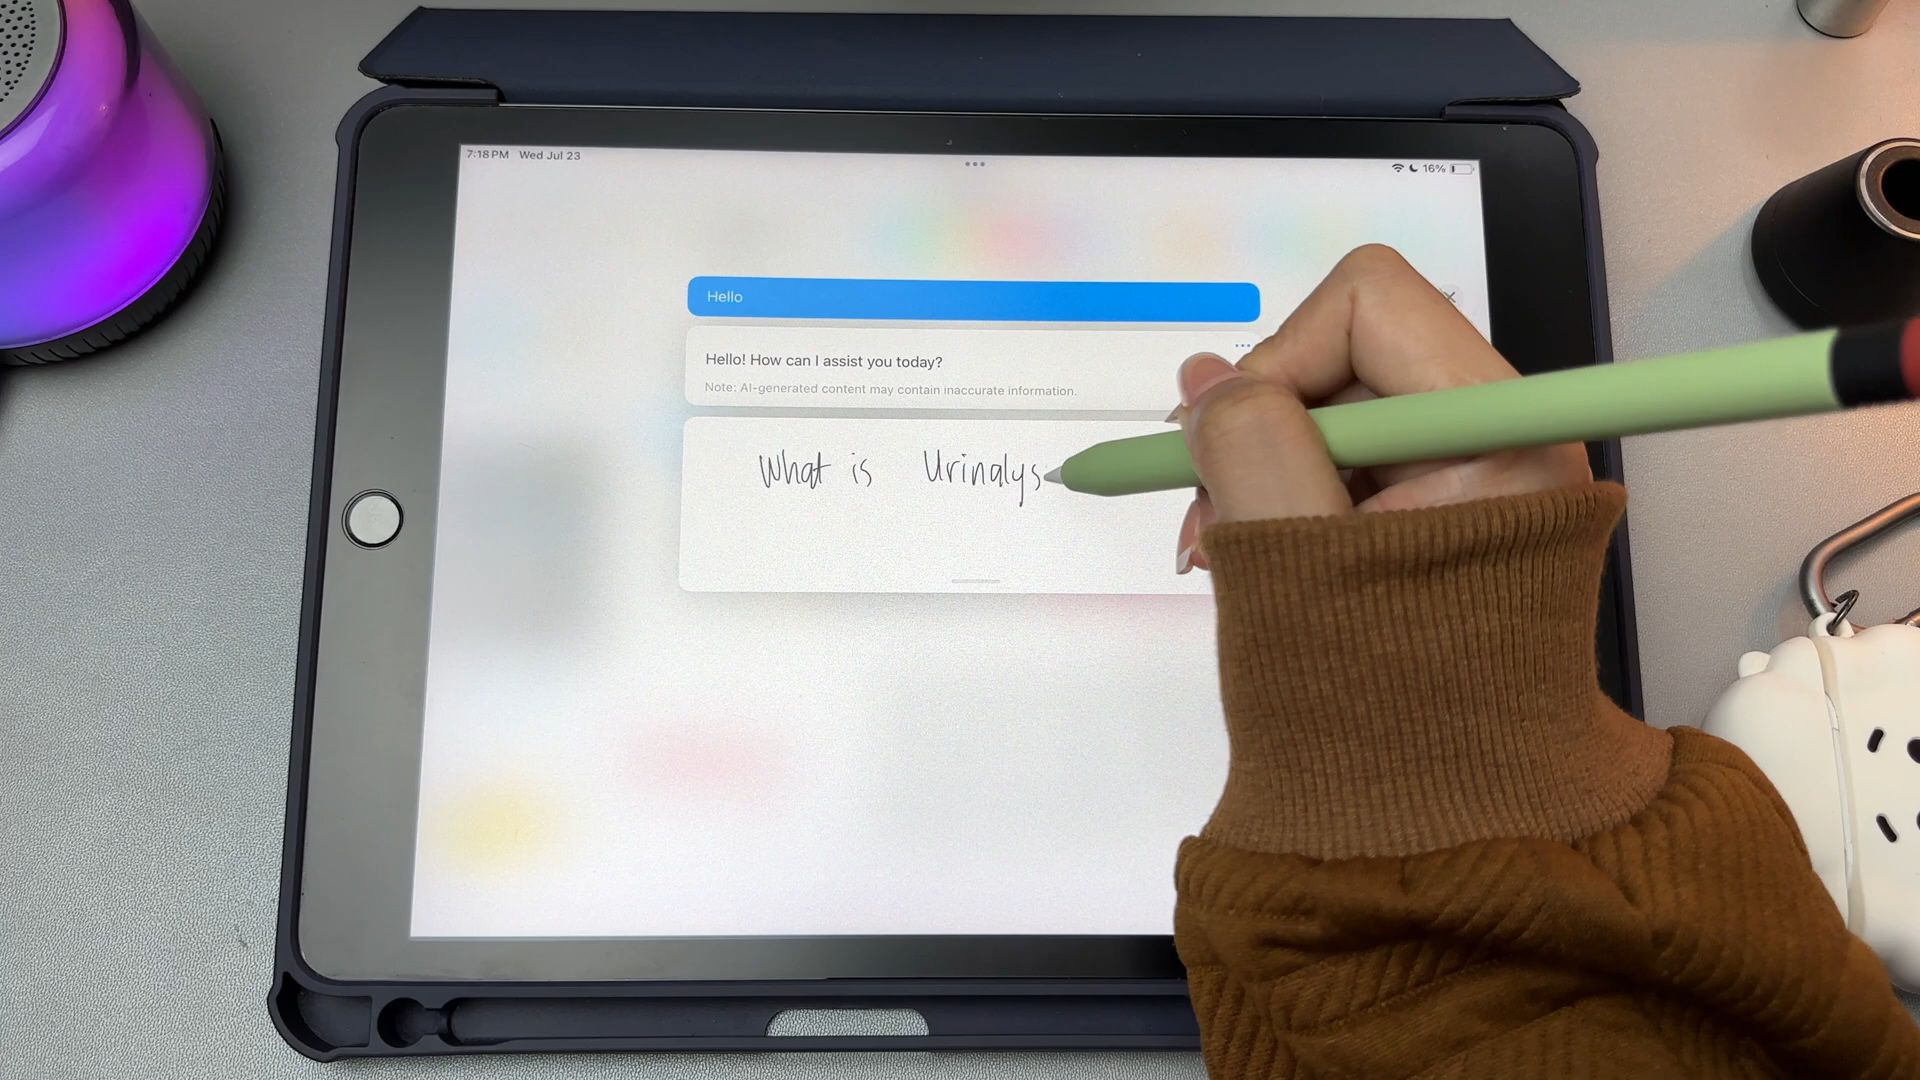 7:18 PM Wed Jul 23
16%
Hello
Hello! How can I assist you today?
Note: AI-generated content may contain inaccurate information.
What is Urinalys